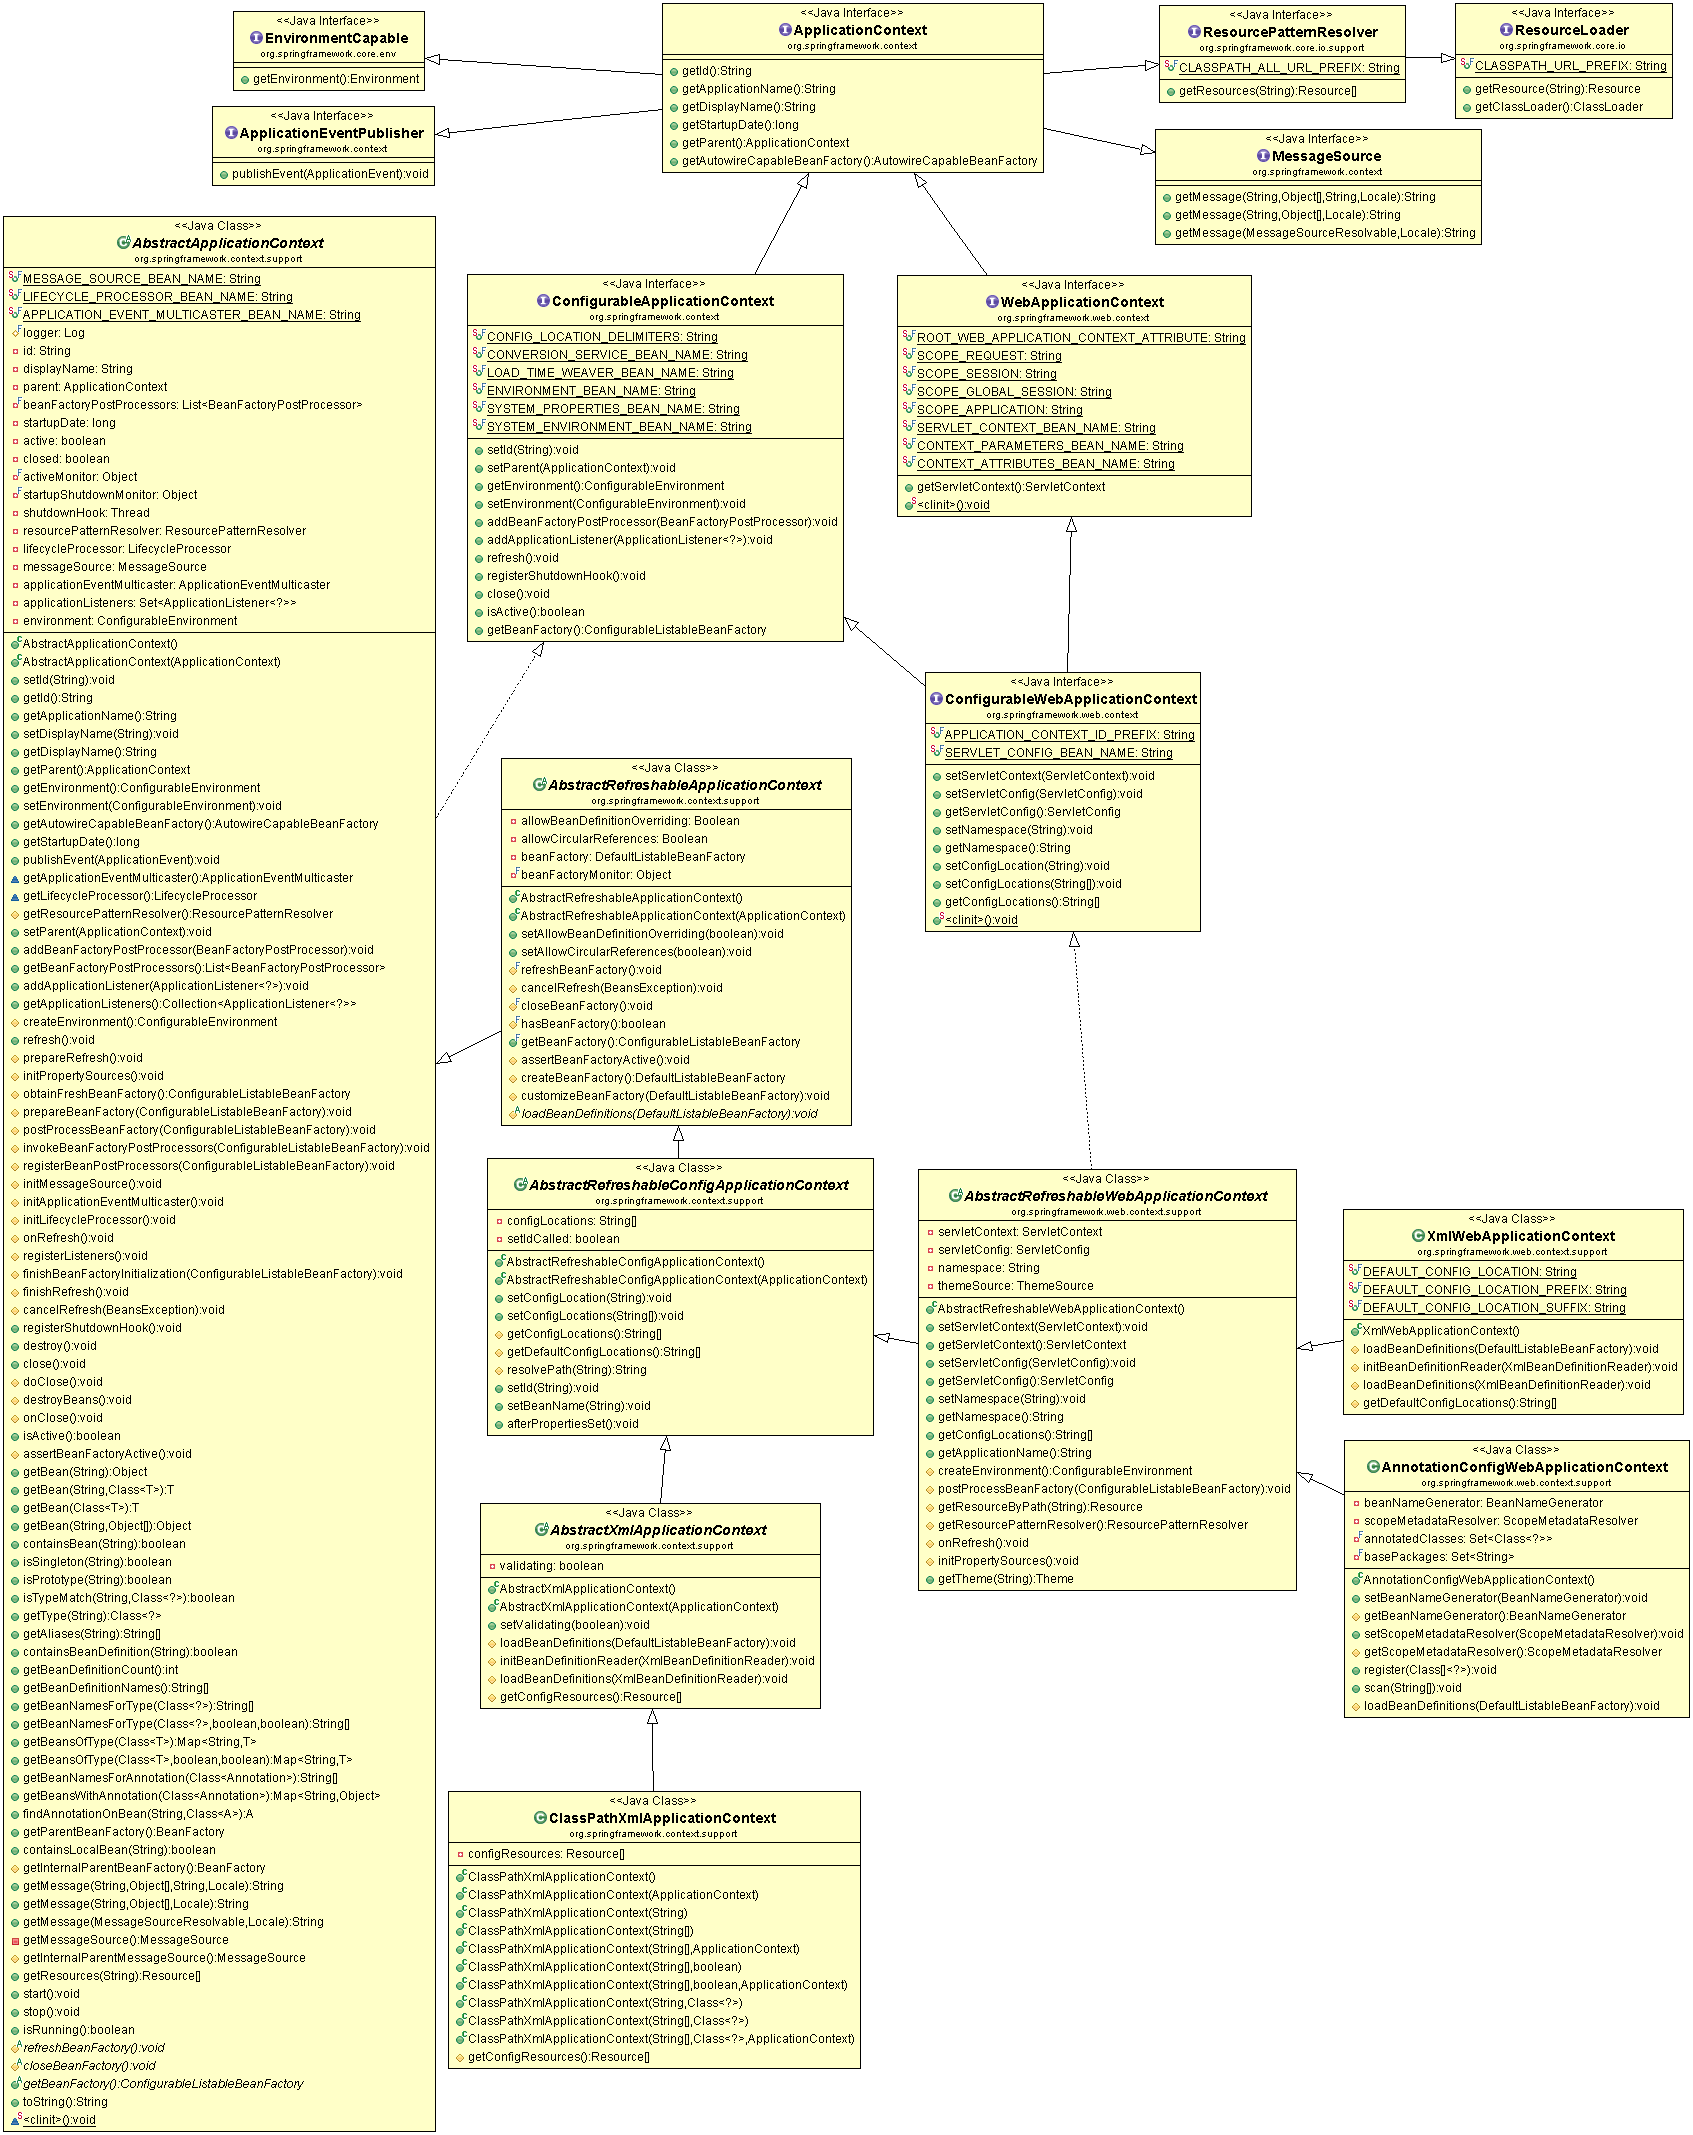 <<Java Interface>>
EnvironmentCapable
org.springframework.core.env
getEnvironment():Environment
<<Java Interface>>
ApplicationContext
org.springframework.context
getId():String
getApplicationName():String
getDisplayName():String
getStartupDate():long
getParent():ApplicationContext
getAutowireCapableBeanFactory():AutowireCapableBeanFactory
<<Java Interface>>
ResourcePatternResolver
org.springframework.core.io.support
CLASSPATH_ALL_URL_PREFIX: String
getResources(String):Resource[]
<<Java Interface>>
ResourceLoader
org.springframework.core.io
CLASSPATH_URL_PREFIX: String
getResource(String):Resource
getClassLoader():ClassLoader
<<Java Interface>>
ApplicationEventPublisher
org.springframework.context
publishEvent(ApplicationEvent):void
<<Java Interface>>
MessageSource
org.springframework.context
getMessage(String,Object[],String,Locale):String
getMessage(String,Object[],Locale):String
getMessage(MessageSourceResolvable,Locale):String
<<Java Class>>
AbstractApplicationContext
org.springframework.context.support
MESSAGE_SOURCE_BEAN_NAME: String
LIFECYCLE_PROCESSOR_BEAN_NAME: String
APPLICATION_EVENT_MULTICASTER_BEAN_NAME: String
logger: Log
id: String
displayName: String
parent: ApplicationContext
beanFactoryPostProcessors: List<BeanFactoryPostProcessor>
startupDate: long
active: boolean
closed: boolean
activeMonitor: Object
startupShutdownMonitor: Object
shutdownHook: Thread
resourcePatternResolver: ResourcePatternResolver
lifecycleProcessor: LifecycleProcessor
messageSource: MessageSource
applicationEventMulticaster: ApplicationEventMulticaster
applicationListeners: Set<ApplicationListener<?>>
environment: ConfigurableEnvironment
AbstractApplicationContext()
AbstractApplicationContext(ApplicationContext)
setId(String):void
getId():String
getApplicationName():String
setDisplayName(String):void
getDisplayName():String
getParent():ApplicationContext
getEnvironment():ConfigurableEnvironment
setEnvironment(ConfigurableEnvironment):void
getAutowireCapableBeanFactory():AutowireCapableBeanFactory
getStartupDate():long
publishEvent(ApplicationEvent):void
getApplicationEventMulticaster():ApplicationEventMulticaster
getLifecycleProcessor():LifecycleProcessor
getResourcePatternResolver():ResourcePatternResolver
setParent(ApplicationContext):void
addBeanFactoryPostProcessor(BeanFactoryPostProcessor):void
getBeanFactoryPostProcessors():List<BeanFactoryPostProcessor>
addApplicationListener(ApplicationListener<?>):void
getApplicationListeners():Collection<ApplicationListener<?>>
createEnvironment():ConfigurableEnvironment
refresh():void
prepareRefresh():void
initPropertySources():void
obtainFreshBeanFactory():ConfigurableListableBeanFactory
prepareBeanFactory(ConfigurableListableBeanFactory):void
postProcessBeanFactory(ConfigurableListableBeanFactory):void
invokeBeanFactoryPostProcessors(ConfigurableListableBeanFactory):void
registerBeanPostProcessors(ConfigurableListableBeanFactory):void
initMessageSource():void
initApplicationEventMulticaster():void
initLifecycleProcessor():void
onRefresh():void
registerListeners():void
finishBeanFactoryInitialization(ConfigurableListableBeanFactory):void
finishRefresh():void
cancelRefresh(BeansException):void
registerShutdownHook():void
destroy():void
close():void
doClose():void
destroyBeans():void
onClose():void
isActive():boolean
assertBeanFactoryActive():void
getBean(String):Object
getBean(String,Class<T>):T
getBean(Class<T>):T
getBean(String,Object[]):Object
containsBean(String):boolean
isSingleton(String):boolean
isPrototype(String):boolean
isTypeMatch(String,Class<?>):boolean
getType(String):Class<?>
getAliases(String):String[]
containsBeanDefinition(String):boolean
getBeanDefinitionCount():int
getBeanDefinitionNames():String[]
getBeanNamesForType(Class<?>):String[]
getBeanNamesForType(Class<?>,boolean,boolean):String[]
getBeansOfType(Class<T>):Map<String,T>
getBeansOfType(Class<T>,boolean,boolean):Map<String,T>
getBeanNamesForAnnotation(Class<Annotation>):String[]
getBeansWithAnnotation(Class<Annotation>):Map<String,Object>
findAnnotationOnBean(String,Class<A>):A
getParentBeanFactory():BeanFactory
containsLocalBean(String):boolean
getInternalParentBeanFactory():BeanFactory
getMessage(String,Object[],String,Locale):String
getMessage(String,Object[],Locale):String
getMessage(MessageSourceResolvable,Locale):String
getMessageSource():MessageSource
getInternalParentMessageSource():MessageSource
getResources(String):Resource[]
start():void
stop():void
isRunning():boolean
refreshBeanFactory():void
closeBeanFactory():void
getBeanFactory():ConfigurableListableBeanFactory
toString():String
<clinit>():void
<<Java Interface>>
ConfigurableApplicationContext
org.springframework.context
CONFIG_LOCATION_DELIMITERS: String
CONVERSION_SERVICE_BEAN_NAME: String
LOAD_TIME_WEAVER_BEAN_NAME: String
ENVIRONMENT_BEAN_NAME: String
SYSTEM_PROPERTIES_BEAN_NAME: String
SYSTEM_ENVIRONMENT_BEAN_NAME: String
setId(String):void
setParent(ApplicationContext):void
getEnvironment():ConfigurableEnvironment
setEnvironment(ConfigurableEnvironment):void
addBeanFactoryPostProcessor(BeanFactoryPostProcessor):void
addApplicationListener(ApplicationListener<?>):void
refresh():void
registerShutdownHook():void
close():void
isActive():boolean
getBeanFactory():ConfigurableListableBeanFactory
<<Java Interface>>
WebApplicationContext
org.springframework.web.context
ROOT_WEB_APPLICATION_CONTEXT_ATTRIBUTE: String
SCOPE_REQUEST: String
SCOPE_SESSION: String
SCOPE_GLOBAL_SESSION: String
SCOPE_APPLICATION: String
SERVLET_CONTEXT_BEAN_NAME: String
CONTEXT_PARAMETERS_BEAN_NAME: String
CONTEXT_ATTRIBUTES_BEAN_NAME: String
getServletContext():ServletContext
<clinit>():void
<<Java Interface>>
ConfigurableWebApplicationContext
org.springframework.web.context
APPLICATION_CONTEXT_ID_PREFIX: String
SERVLET_CONFIG_BEAN_NAME: String
setServletContext(ServletContext):void
setServletConfig(ServletConfig):void
getServletConfig():ServletConfig
setNamespace(String):void
getNamespace():String
setConfigLocation(String):void
setConfigLocations(String[]):void
getConfigLocations():String[]
<clinit>():void
<<Java Class>>
AbstractRefreshableApplicationContext
org.springframework.context.support
allowBeanDefinitionOverriding: Boolean
allowCircularReferences: Boolean
beanFactory: DefaultListableBeanFactory
beanFactoryMonitor: Object
AbstractRefreshableApplicationContext()
AbstractRefreshableApplicationContext(ApplicationContext)
setAllowBeanDefinitionOverriding(boolean):void
setAllowCircularReferences(boolean):void
refreshBeanFactory():void
cancelRefresh(BeansException):void
closeBeanFactory():void
hasBeanFactory():boolean
getBeanFactory():ConfigurableListableBeanFactory
assertBeanFactoryActive():void
createBeanFactory():DefaultListableBeanFactory
customizeBeanFactory(DefaultListableBeanFactory):void
loadBeanDefinitions(DefaultListableBeanFactory):void
<<Java Class>>
AbstractRefreshableConfigApplicationContext
org.springframework.context.support
configLocations: String[]
setIdCalled: boolean
AbstractRefreshableConfigApplicationContext()
AbstractRefreshableConfigApplicationContext(ApplicationContext)
setConfigLocation(String):void
setConfigLocations(String[]):void
getConfigLocations():String[]
getDefaultConfigLocations():String[]
resolvePath(String):String
setId(String):void
setBeanName(String):void
afterPropertiesSet():void
<<Java Class>>
AbstractRefreshableWebApplicationContext
org.springframework.web.context.support
servletContext: ServletContext
servletConfig: ServletConfig
namespace: String
themeSource: ThemeSource
AbstractRefreshableWebApplicationContext()
setServletContext(ServletContext):void
getServletContext():ServletContext
setServletConfig(ServletConfig):void
getServletConfig():ServletConfig
setNamespace(String):void
getNamespace():String
getConfigLocations():String[]
getApplicationName():String
createEnvironment():ConfigurableEnvironment
postProcessBeanFactory(ConfigurableListableBeanFactory):void
getResourceByPath(String):Resource
getResourcePatternResolver():ResourcePatternResolver
onRefresh():void
initPropertySources():void
getTheme(String):Theme
<<Java Class>>
XmlWebApplicationContext
org.springframework.web.context.support
DEFAULT_CONFIG_LOCATION: String
DEFAULT_CONFIG_LOCATION_PREFIX: String
DEFAULT_CONFIG_LOCATION_SUFFIX: String
XmlWebApplicationContext()
loadBeanDefinitions(DefaultListableBeanFactory):void
initBeanDefinitionReader(XmlBeanDefinitionReader):void
loadBeanDefinitions(XmlBeanDefinitionReader):void
getDefaultConfigLocations():String[]
<<Java Class>>
AnnotationConfigWebApplicationContext
org.springframework.web.context.support
beanNameGenerator: BeanNameGenerator
scopeMetadataResolver: ScopeMetadataResolver
annotatedClasses: Set<Class<?>>
basePackages: Set<String>
AnnotationConfigWebApplicationContext()
setBeanNameGenerator(BeanNameGenerator):void
getBeanNameGenerator():BeanNameGenerator
setScopeMetadataResolver(ScopeMetadataResolver):void
getScopeMetadataResolver():ScopeMetadataResolver
register(Class[]<?>):void
scan(String[]):void
loadBeanDefinitions(DefaultListableBeanFactory):void
<<Java Class>>
AbstractXmlApplicationContext
org.springframework.context.support
validating: boolean
AbstractXmlApplicationContext()
AbstractXmlApplicationContext(ApplicationContext)
setValidating(boolean):void
loadBeanDefinitions(DefaultListableBeanFactory):void
initBeanDefinitionReader(XmlBeanDefinitionReader):void
loadBeanDefinitions(XmlBeanDefinitionReader):void
getConfigResources():Resource[]
<<Java Class>>
ClassPathXmlApplicationContext
org.springframework.context.support
configResources: Resource[]
ClassPathXmlApplicationContext()
ClassPathXmlApplicationContext(ApplicationContext)
ClassPathXmlApplicationContext(String)
ClassPathXmlApplicationContext(String[])
ClassPathXmlApplicationContext(String[],ApplicationContext)
ClassPathXmlApplicationContext(String[],boolean)
ClassPathXmlApplicationContext(String[],boolean,ApplicationContext)
ClassPathXmlApplicationContext(String,Class<?>)
ClassPathXmlApplicationContext(String[],Class<?>)
ClassPathXmlApplicationContext(String[],Class<?>,ApplicationContext)
getConfigResources():Resource[]